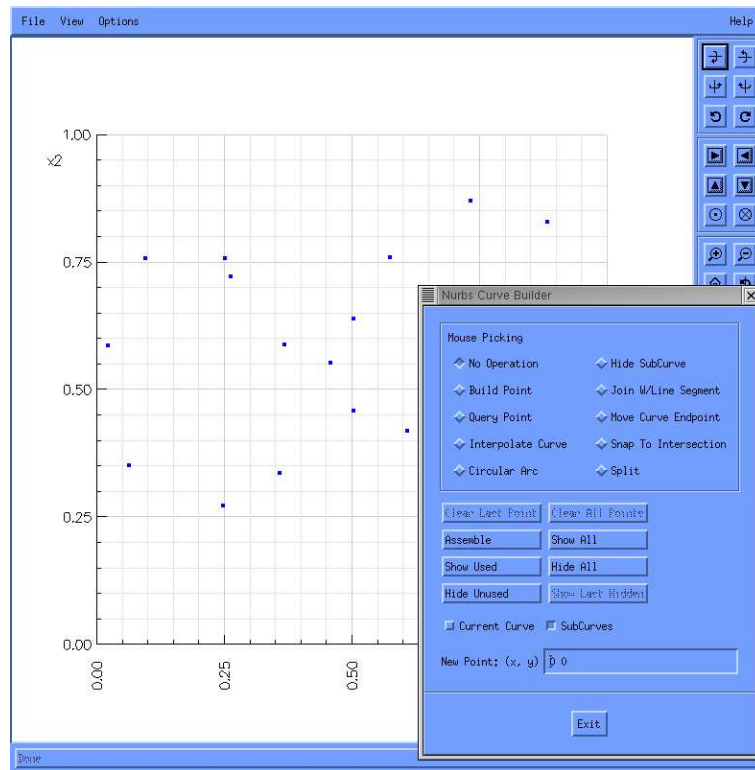 File View Options Help
1.00
x2
0.75
0.50
0.25
0.00
0.00 0.25 0.50
Nurbs Curve Builder
Mouse Picking
No Operation Hide SubCurve
Build Point Join W/Line Segment
Query Point Move Curve Endpoint
Interpolate Curve Snap To Intersection
Circular Arc Split
Clear Last Point Clear All Points
Assemble Show All
Show Used Hide All
Hide Unused Show Last Hidden
Current Curve SubCurves
New Point: (x, y) 0 0
Exit
Done